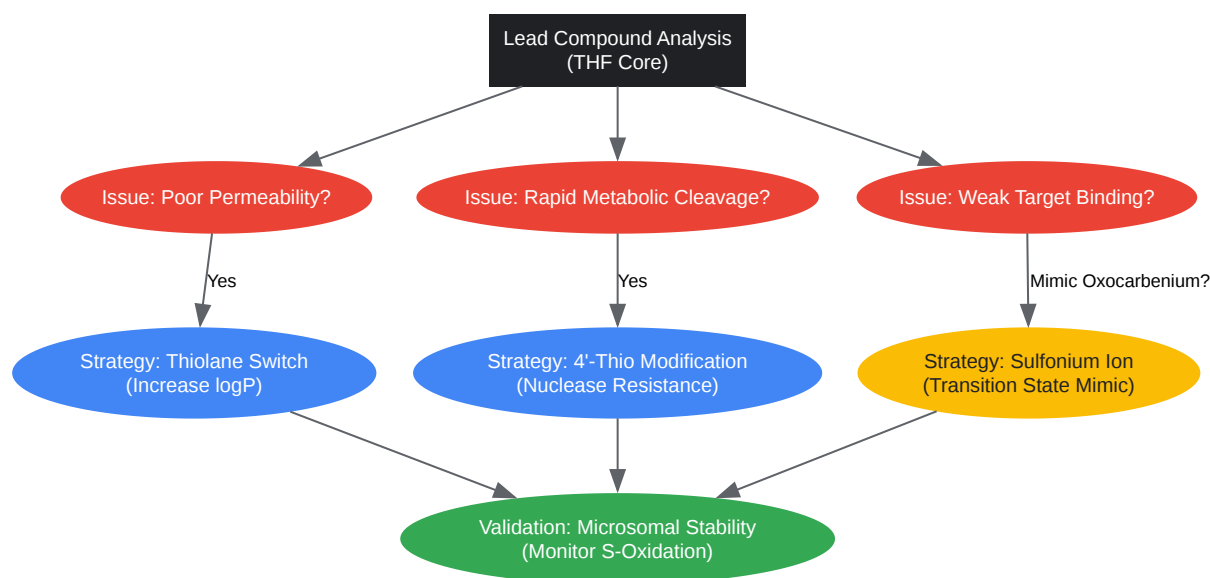 Lead Compound Analysis
(THF Core)
Issue: Poor Permeability?
Issue: Rapid Metabolic Cleavage?
Issue: Weak Target Binding?
Yes
Yes
Mimic Oxocarbenium?
Strategy: Thiolane Switch
(Increase logP)
Strategy: 4'-Thio Modification
(Nuclease Resistance)
Strategy: Sulfonium Ion
(Transition State Mimic)
Validation: Microsomal Stability
(Monitor S-Oxidation)